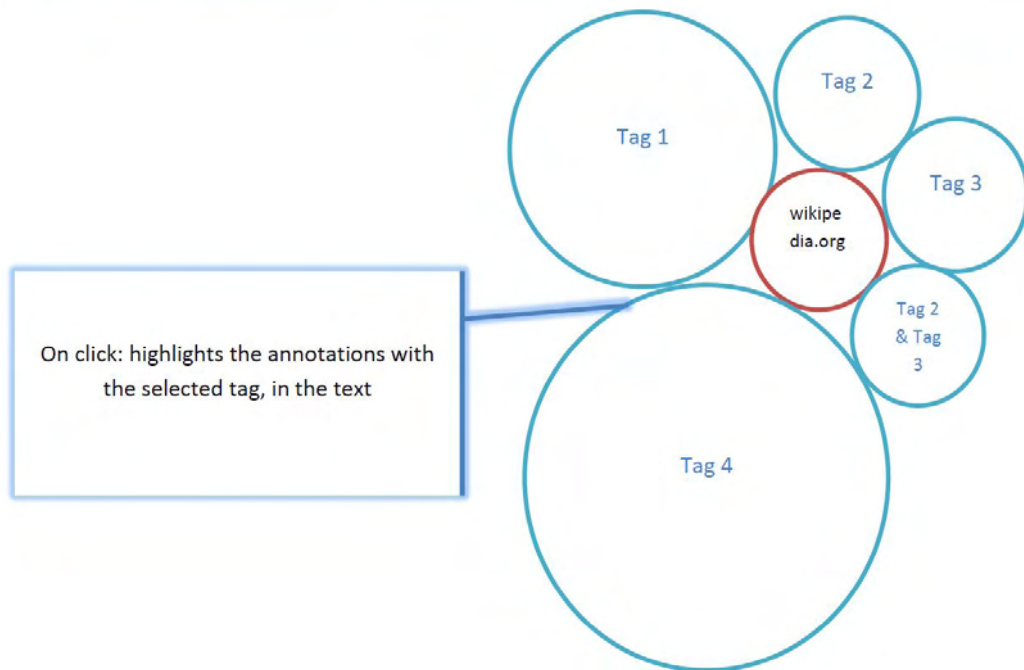 Tag 1
Tag 2
Tag 3
wikipe
dia.org
Tag 2
& Tag
3
On click: highlights the annotations with
the selected tag, in the text
Tag 4